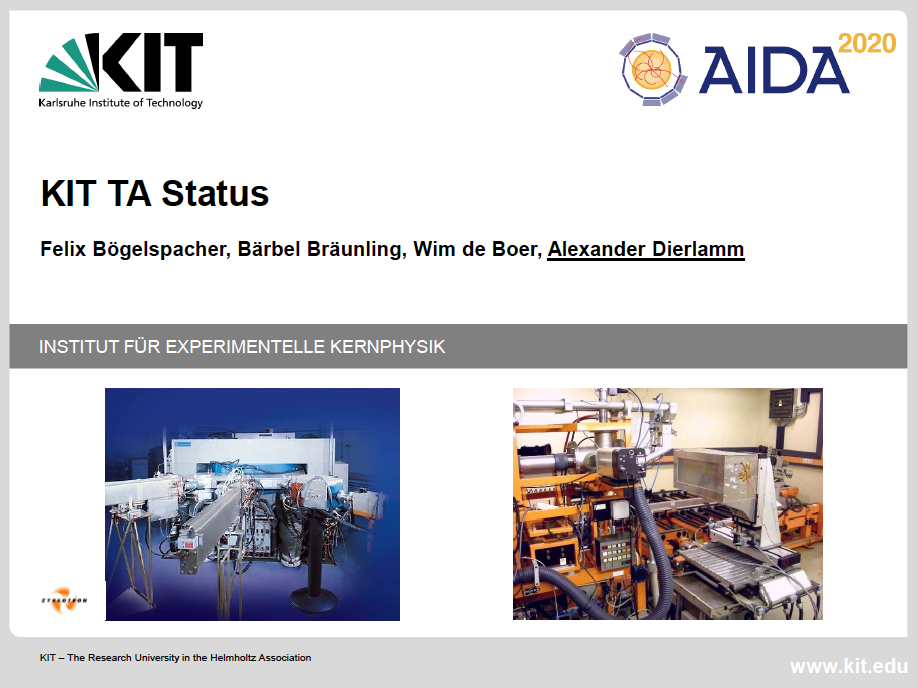 KIT
Karlsruhe Institute of Technology
AIDA 2020
KIT TA Status
Felix Bögelspacher, Bärbel Bräunling, Wim de Boer, Alexander Dierlamm
INSTITUT FÜR EXPERIMENTELLE KERNPHYSIK
ZYKLOTRON
KIT – The Research University in the Helmholtz Association
www.kit.edu